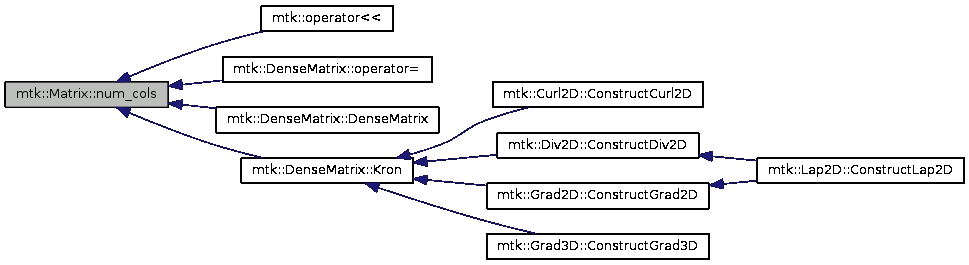 mtk::operator<<
mtk::DenseMatrix::operator=
mtk::Matrix::num_cols
mtk::Curl2D::ConstructCurl2D
mtk::DenseMatrix::DenseMatrix
mtk::Div2D::ConstructDiv2D
mtk::DenseMatrix::Kron
mtk::Lap2D::ConstructLap2D
mtk::Grad2D::ConstructGrad2D
mtk::Grad3D::ConstructGrad3D